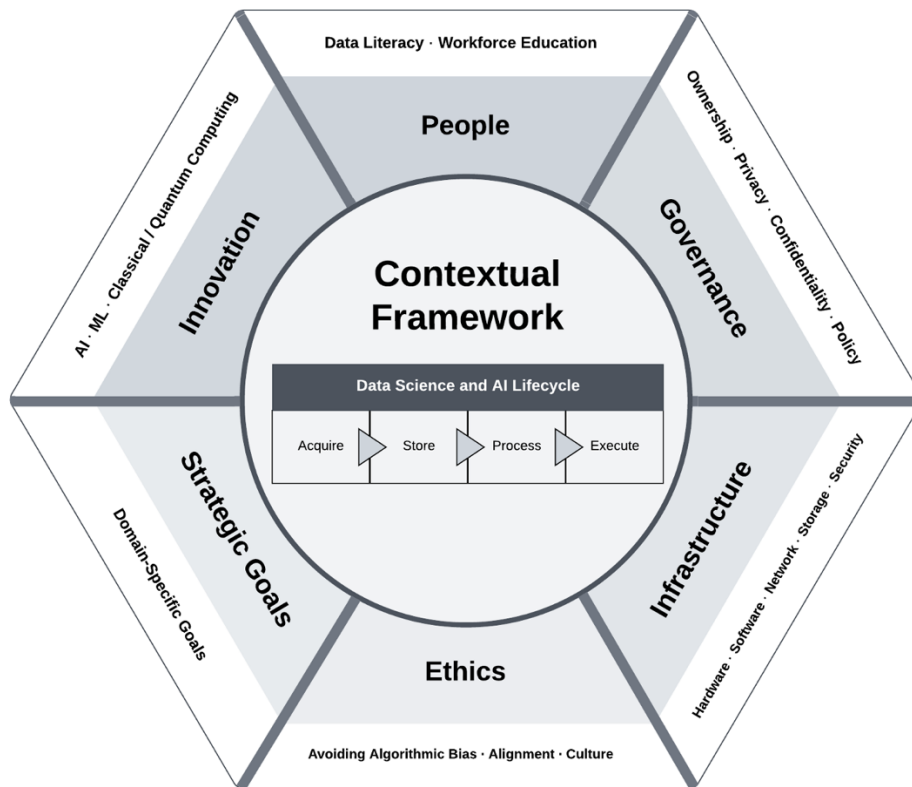 Data Literacy · Workforce Education
People
Ownership · Privacy · Confidentiality · Policy
Governance
AI · ML · Classical / Quantum Computing
Innovation
Contextual
Framework
Data Science and AI Lifecycle
Acquire
Store
Process
Execute
Strategic Goals
Domain-Specific Goals
Infrastructure
Hardware · Software · Network · Storage · Security
Ethics
Avoiding Algorithmic Bias · Alignment · Culture